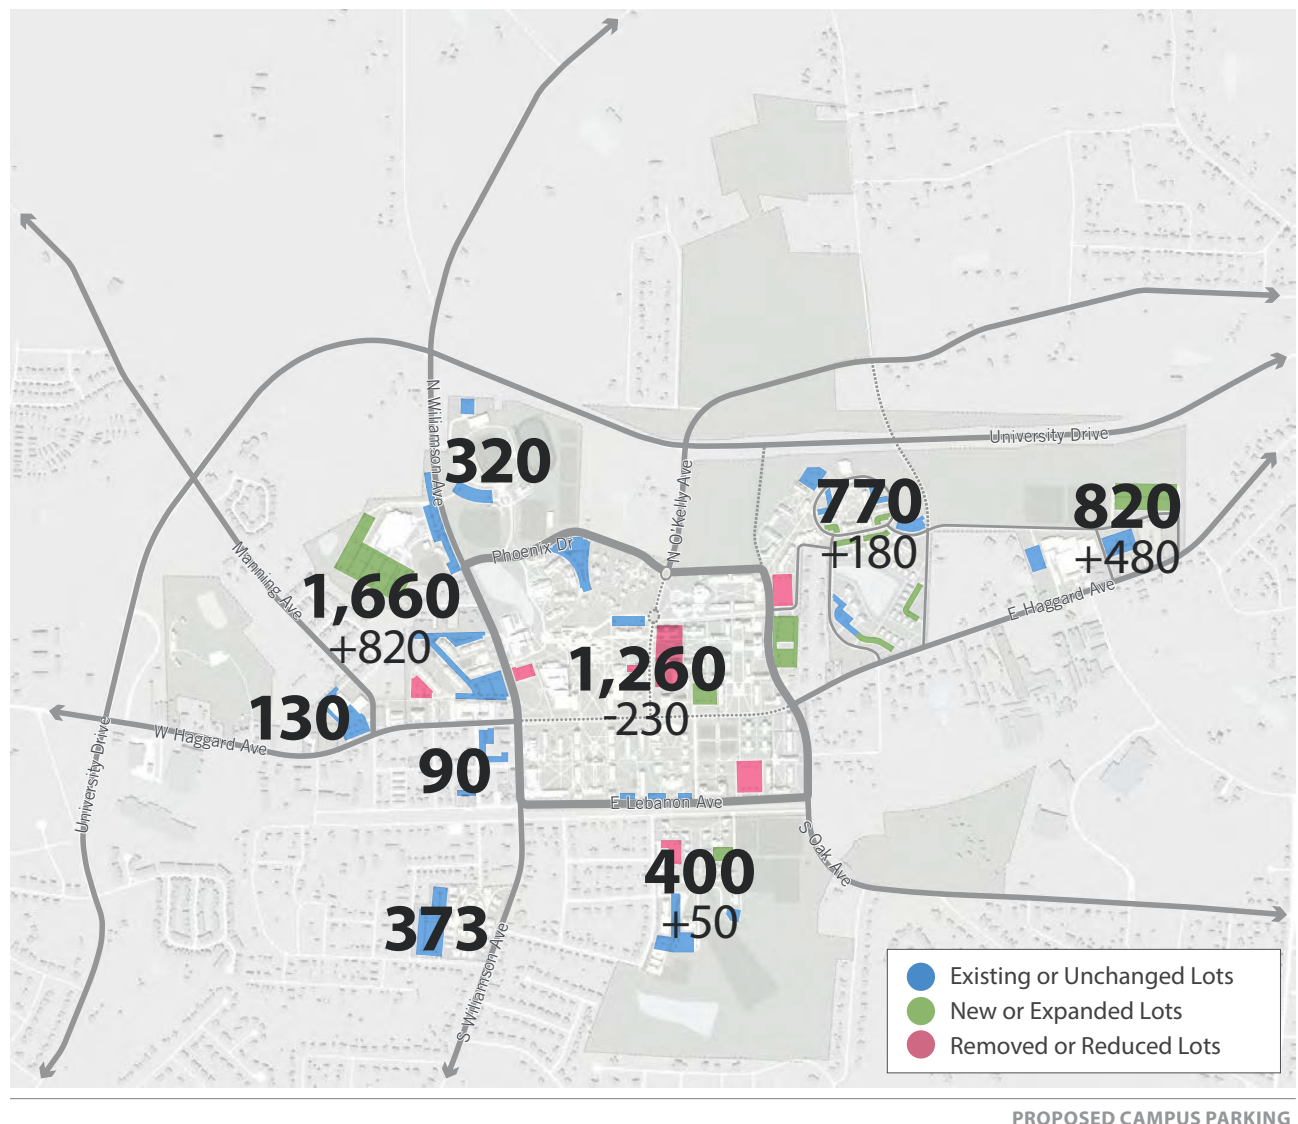 N Williamson Ave
320
University Drive
N O'Kelly Ave
770
+180
820
+480
Phoenix Dr
Manning Ave
1,660
+820
E Haggard Ave
1,260
-230
130
W Haggard Ave
University Drive
90
E Lebanon Ave
S Oak Ave
400
+50
373
S Williamson Ave
Existing or Unchanged Lots
New or Expanded Lots
Removed or Reduced Lots
PROPOSED CAMPUS PARKING